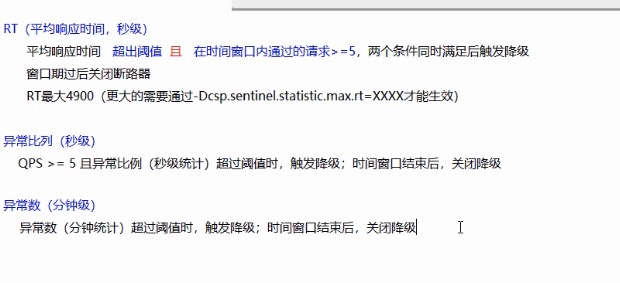 RT（平均响应时间，秒级）
平均响应时间 超出阈值 且 在时间窗口内通过的请求>=5，两个条件同时满足后触发降级
窗口期过后关闭断路器
RT最大4900（更大的需要通过-Dcsp.sentinel.statistic.max.rt=XXXX才能生效）
异常比列（秒级）
QPS >= 5 且异常比例（秒级统计）超过阈值时，触发降级；时间窗口结束后，关闭降级
异常数（分钟级）
异常数（分钟统计）超过阈值时，触发降级；时间窗口结束后，关闭降级